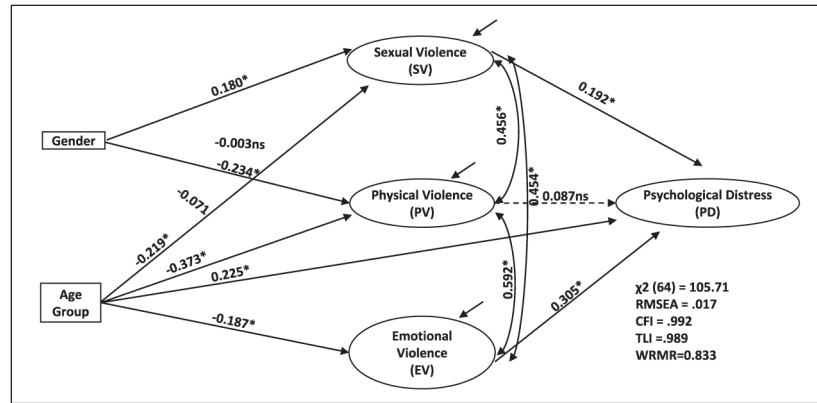 Sexual Violence
(SV)
0.180*
0.192*
Gender
-0.003ns
0.456*
-0.234*
0.454*
Physical Violence
(PV)
0.087ns
Psychological Distress
(PD)
-0.071
-0.219*
-0.373*
0.225*
0.592*
0.305*
Age
Group
-0.187*
Emotional
Violence
(EV)
χ2 (64) = 105.71
RMSEA = .017
CFI = .992
TLI = .989
WRMR=0.833